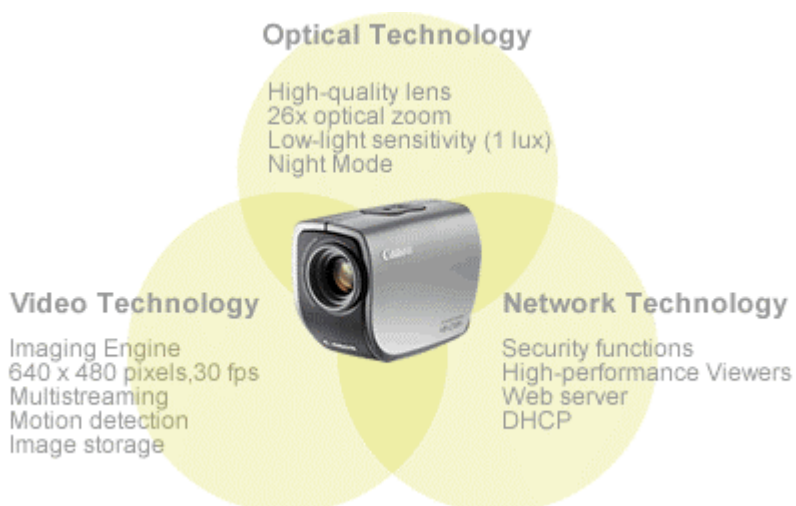 Optical Technology
High-quality lens
26x optical zoom
Low-light sensitivity (1 lux)
Night Mode
Canon
Video Technology
Imaging Engine
640 x 480 pixels,30 fps
Multistreaming
Motion detection
Image storage
Network Technology
Security functions
High-performance Viewers
Web server
DHCP